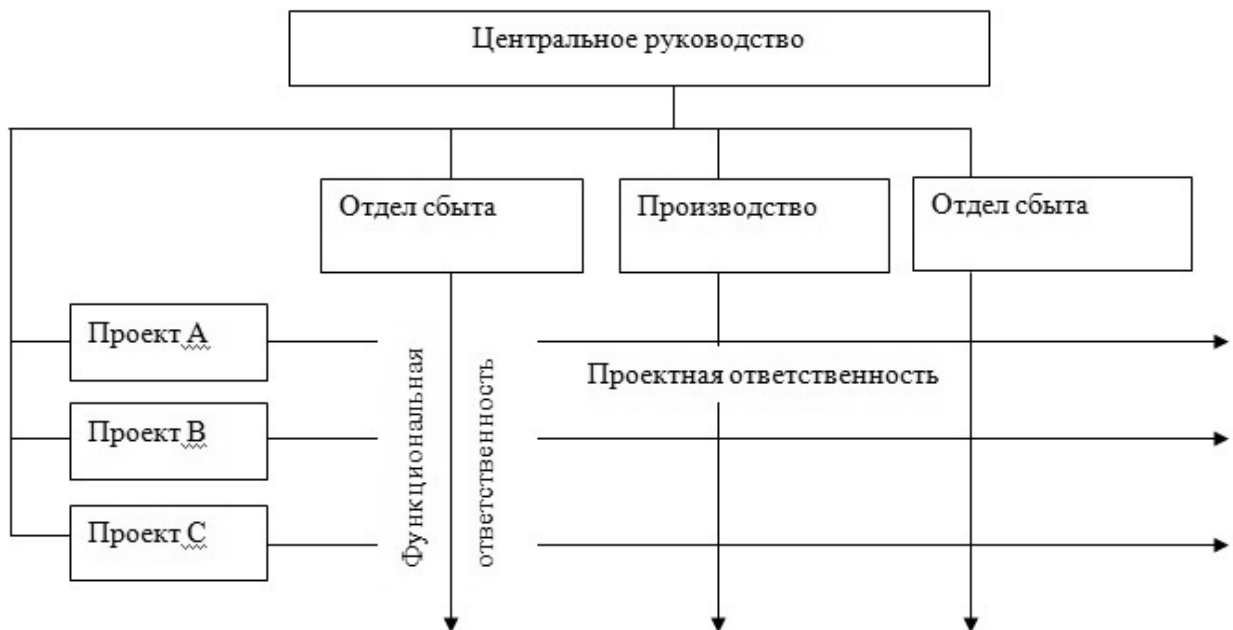 Центральное руководство
Отдел сбыта
Производство
Отдел сбыта
Проект А
Проект В
Проект С
Функциональная
ответственность
Проектная ответственность